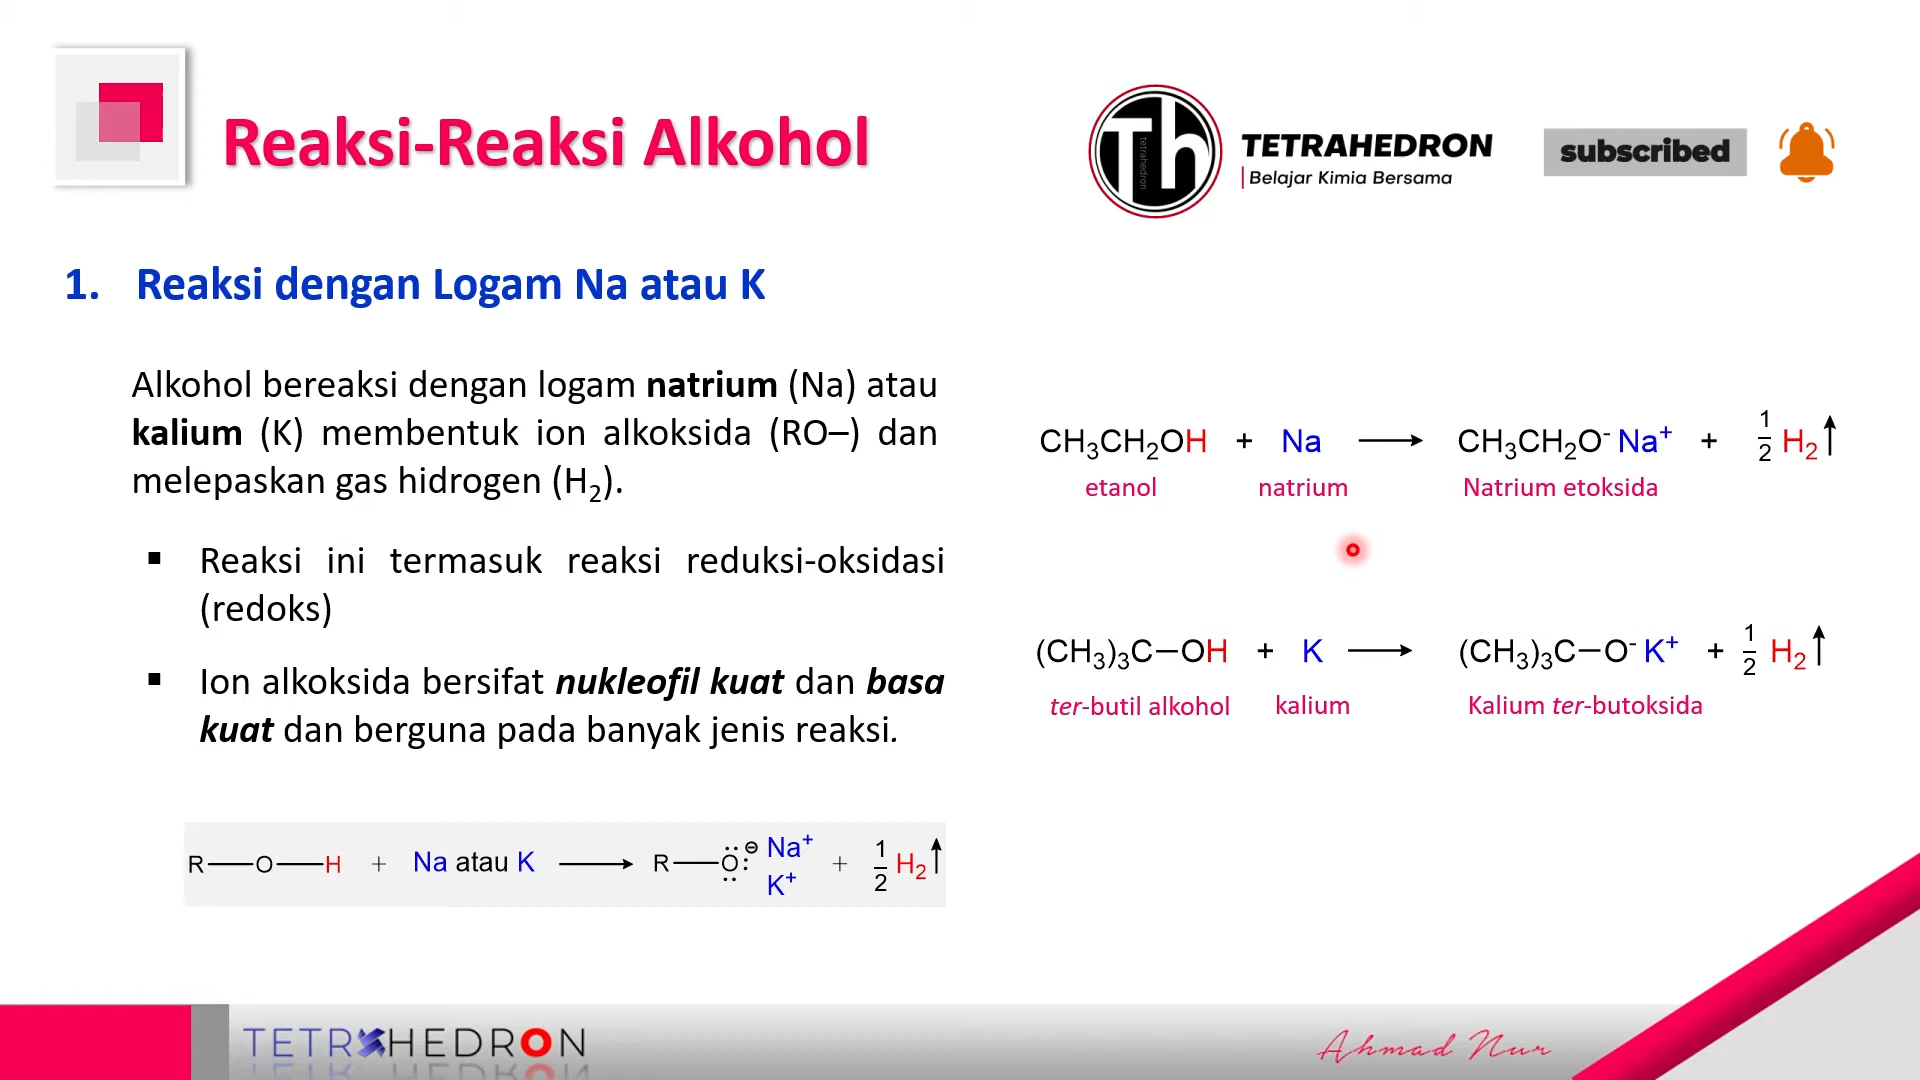 Reaksi-Reaksi Alkohol
Th
tetrahedron
TETRAHEDRON
Belajar Kimia Bersama
subscribed
1. Reaksi dengan Logam Na atau K
Alkohol bereaksi dengan logam natrium (Na) atau
kalium (K) membentuk ion alkoksida (RO–) dan
melepaskan gas hidrogen (H₂).
▪ Reaksi ini termasuk reaksi reduksi-oksidasi
(redoks)
▪ Ion alkoksida bersifat nukleofil kuat dan basa
kuat dan berguna pada banyak jenis reaksi.
R—O—H + Na atau K ⟶ R—O:⊖ Na⁺ K⁺ + 1/2 H₂↑
CH₃CH₂OH + Na ⟶ CH₃CH₂O⁻ Na⁺ + 1/2 H₂↑
etanol natrium Natrium etoksida
(CH₃)₃C—OH + K ⟶ (CH₃)₃C—O⁻ K⁺ + 1/2 H₂↑
ter-butil alkohol kalium Kalium ter-butoksida
TETRAHEDRON
Ahmad Nur